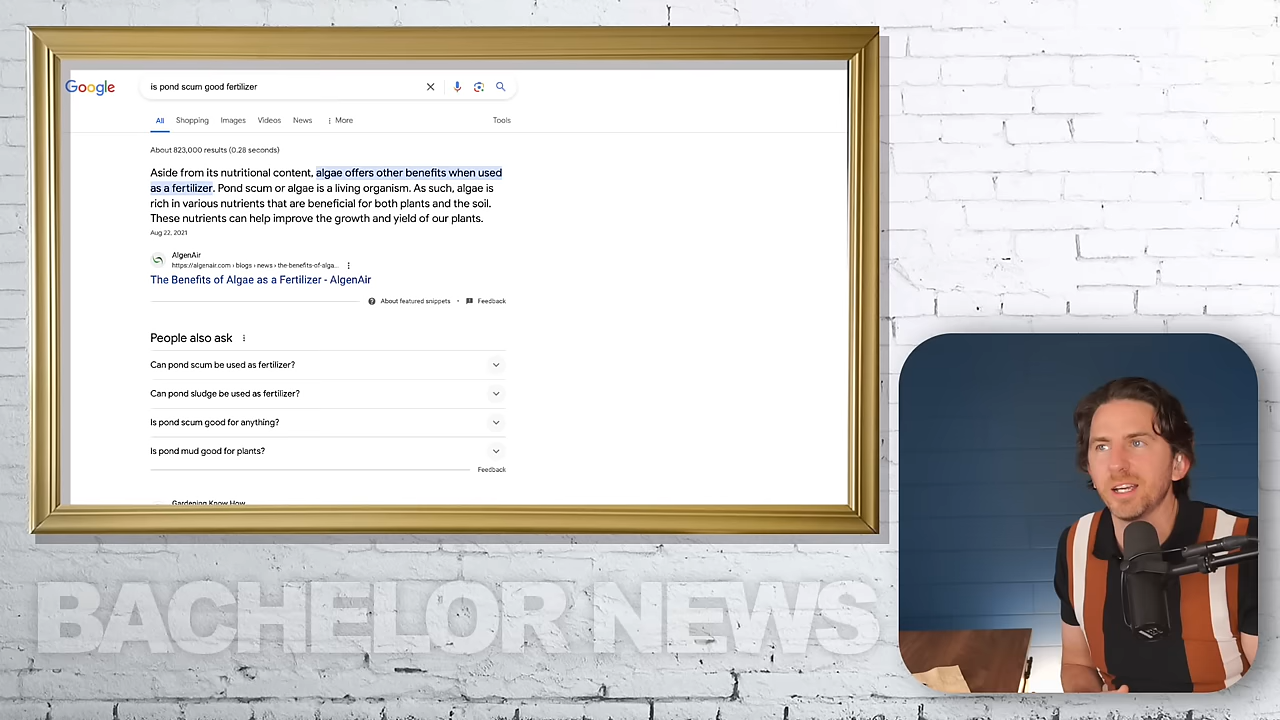 Google
is pond scum good fertilizer
All Shopping Images Videos News More Tools
About 823,000 results (0.28 seconds)
Aside from its nutritional content, algae offers other benefits when used
as a fertilizer. Pond scum or algae is a living organism. As such, algae is
rich in various nutrients that are beneficial for both plants and the soil.
These nutrients can help improve the growth and yield of our plants.
Aug 22, 2021
AlgenAir
https://algenair.com › blogs › news › the-benefits-of-alga...
The Benefits of Algae as a Fertilizer - AlgenAir
About featured snippets • Feedback
People also ask
Can pond scum be used as fertilizer?
Can pond sludge be used as fertilizer?
Is pond scum good for anything?
Is pond mud good for plants?
Feedback
Gardening Know How
BACHELOR NEWS